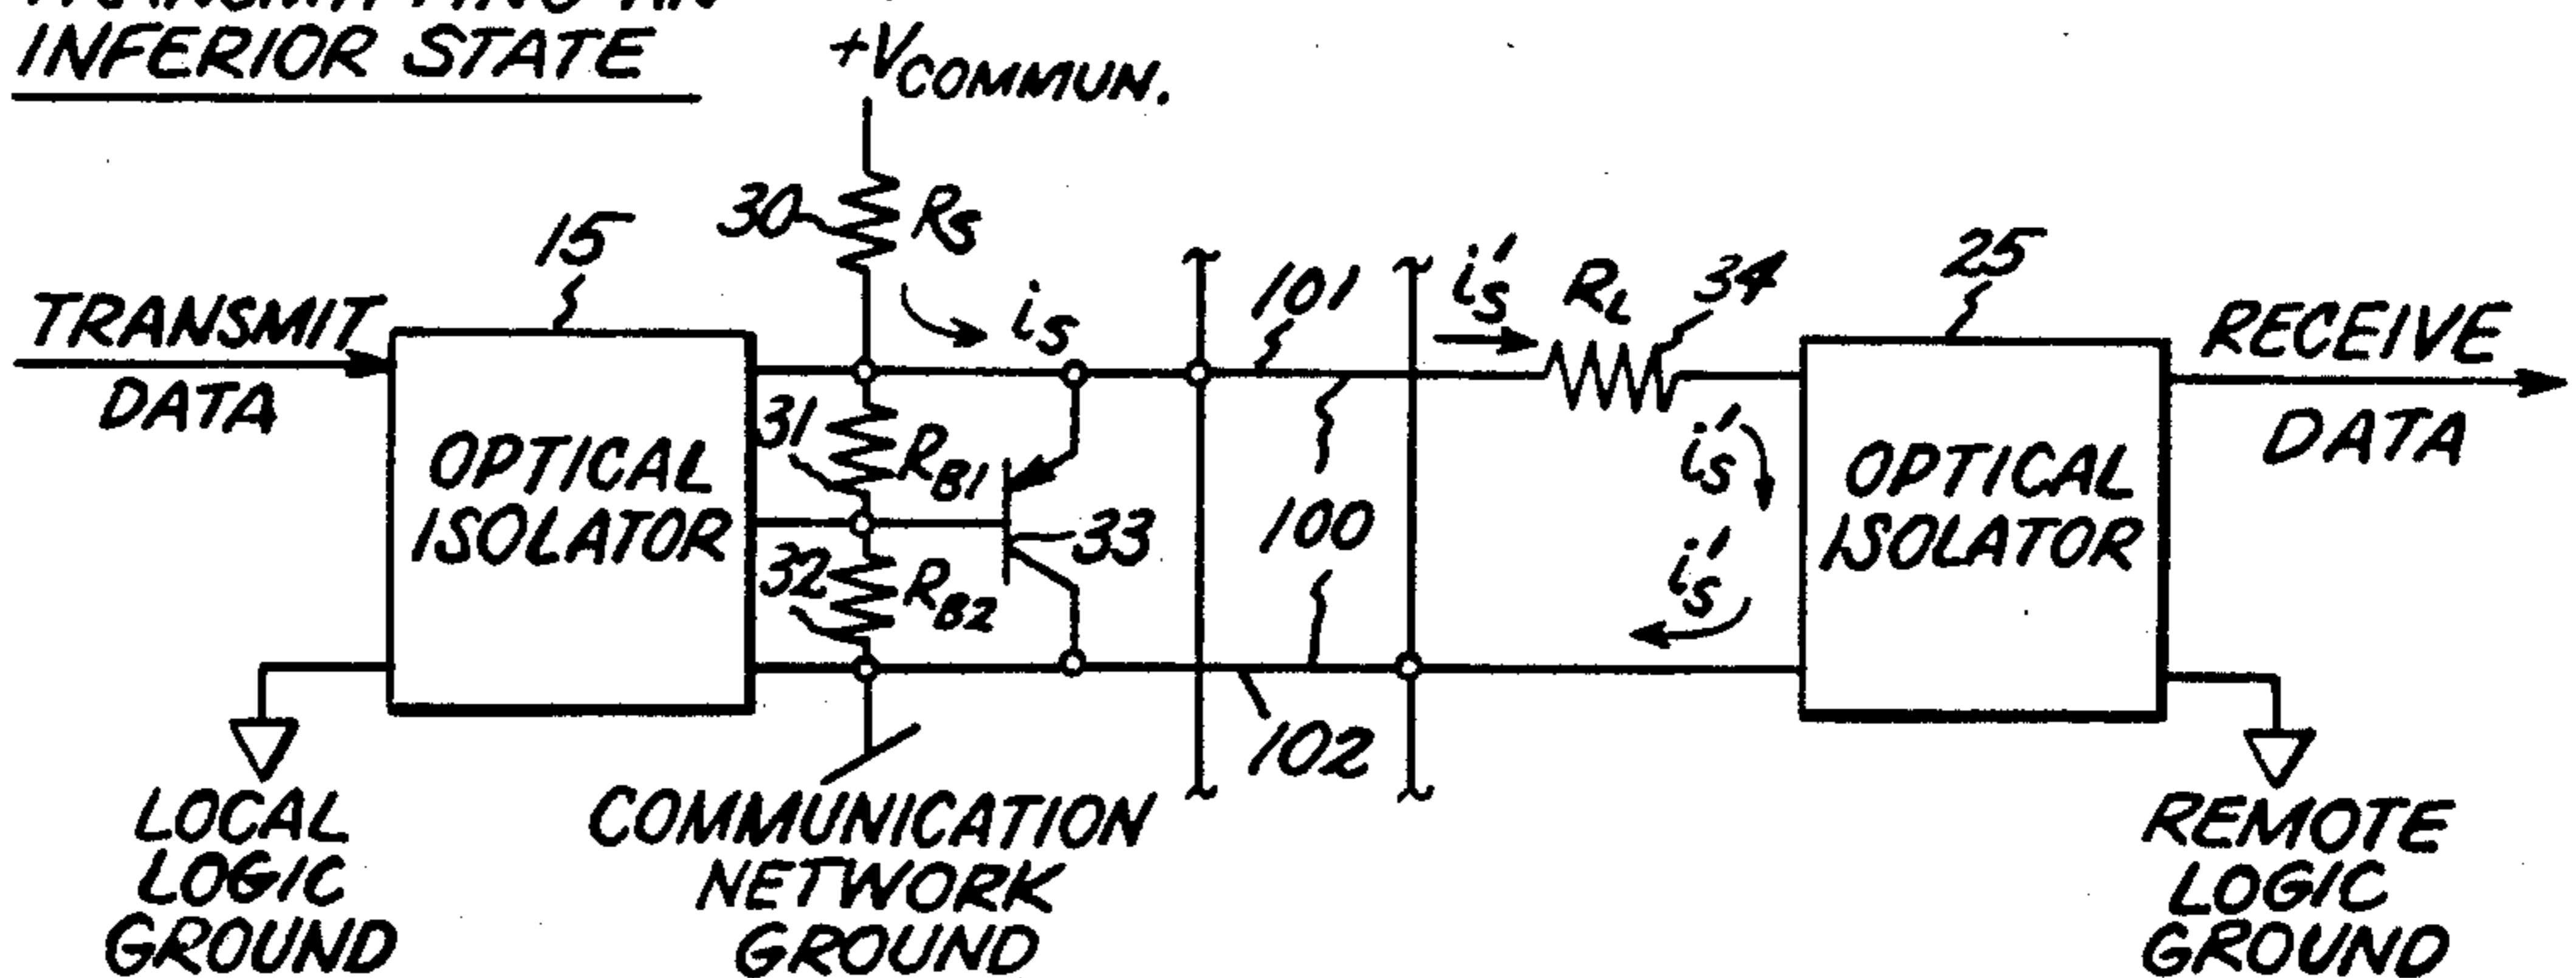 INFERIOR STATE
+VCOMMUN.
30
RS
15
iS
101
i'S
RL
34
25
TRANSMIT
DATA
RECEIVE
DATA
OPTICAL
ISOLATOR
31
RB1
32
RB2
33
100
i'S
i'S
OPTICAL
ISOLATOR
102
LOCAL
LOGIC
GROUND
COMMUNICATION
NETWORK
GROUND
REMOTE
LOGIC
GROUND